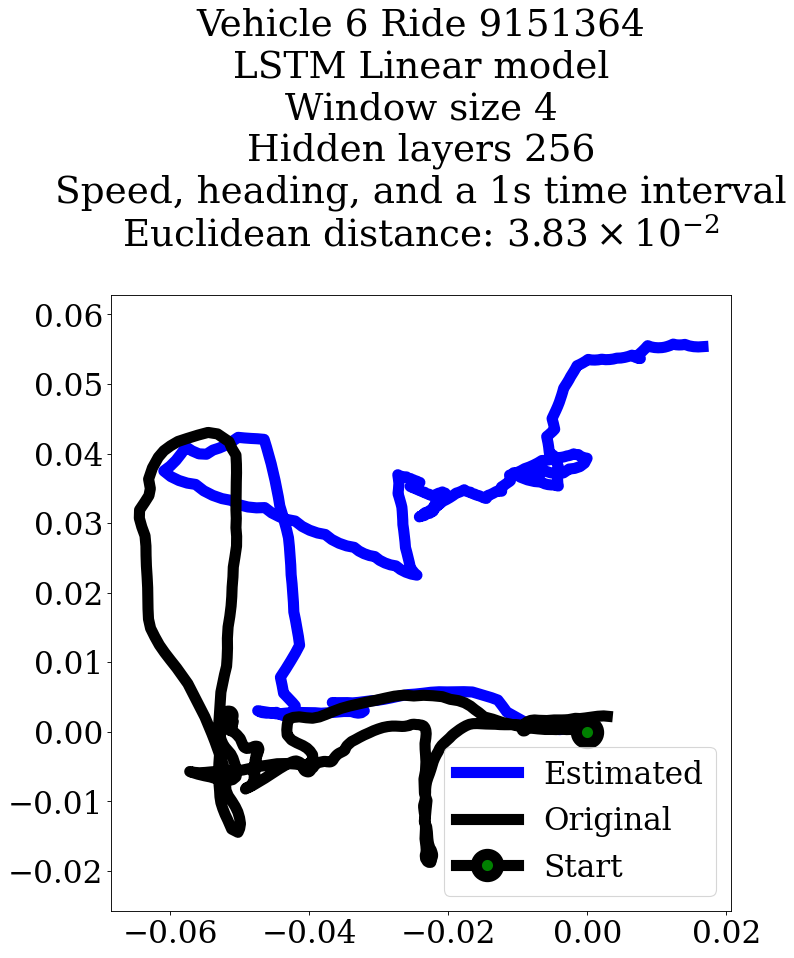 Vehicle 6 Ride 9151364
LSTM Linear model
Window size 4
Hidden layers 256
Speed, heading, and a 1s time interval
Euclidean distance: 3.83 × 10⁻²
0.06
0.05
0.04
0.03
0.02
0.01
0.00
−0.01
−0.02
Estimated
Original
Start
−0.06
−0.04
−0.02
0.00
0.02